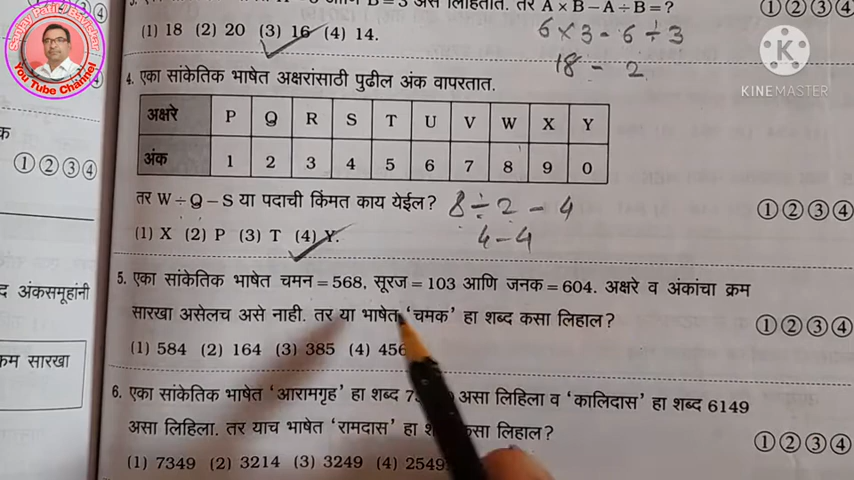 असे लिहितात. तर A × B – A ÷ B = ?
(1) 18 (2) 20 (3) 16 (4) 14.
6 × 3 - 6 ÷ 3
18 - 2
①②③④
KINEMASTER
Sanjay Patil
You Tube Channel
4. एका सांकेतिक भाषेत अक्षरांसाठी पुढील अंक वापरतात.
अक्षरे P Q R S T U V W X Y
अंक 1 2 3 4 5 6 7 8 9 0
तर W ÷ Q – S या पदाची किंमत काय येईल?
8 ÷ 2 - 4
①②③④
(1) X (2) P (3) T (4) Y.
4-4
5. एका सांकेतिक भाषेत चमन = 568, सूरज = 103 आणि जनक = 604. अक्षरे व अंकांचा क्रम
सारखा असेलच असे नाही. तर या भाषेत 'चमक' हा शब्द कसा लिहाल?
①②③④
(1) 584 (2) 164 (3) 385 (4) 456
6. एका सांकेतिक भाषेत 'आरामगृह' हा शब्द असा लिहिला व 'कालिदास' हा शब्द 6149
असा लिहिला. तर याच भाषेत 'रामदास' हा कसा लिहाल?
①②③④
(1) 7349 (2) 3214 (3) 3249 (4) 2549
क
①②③④
द अंकसमूहांनी
कम सारखा